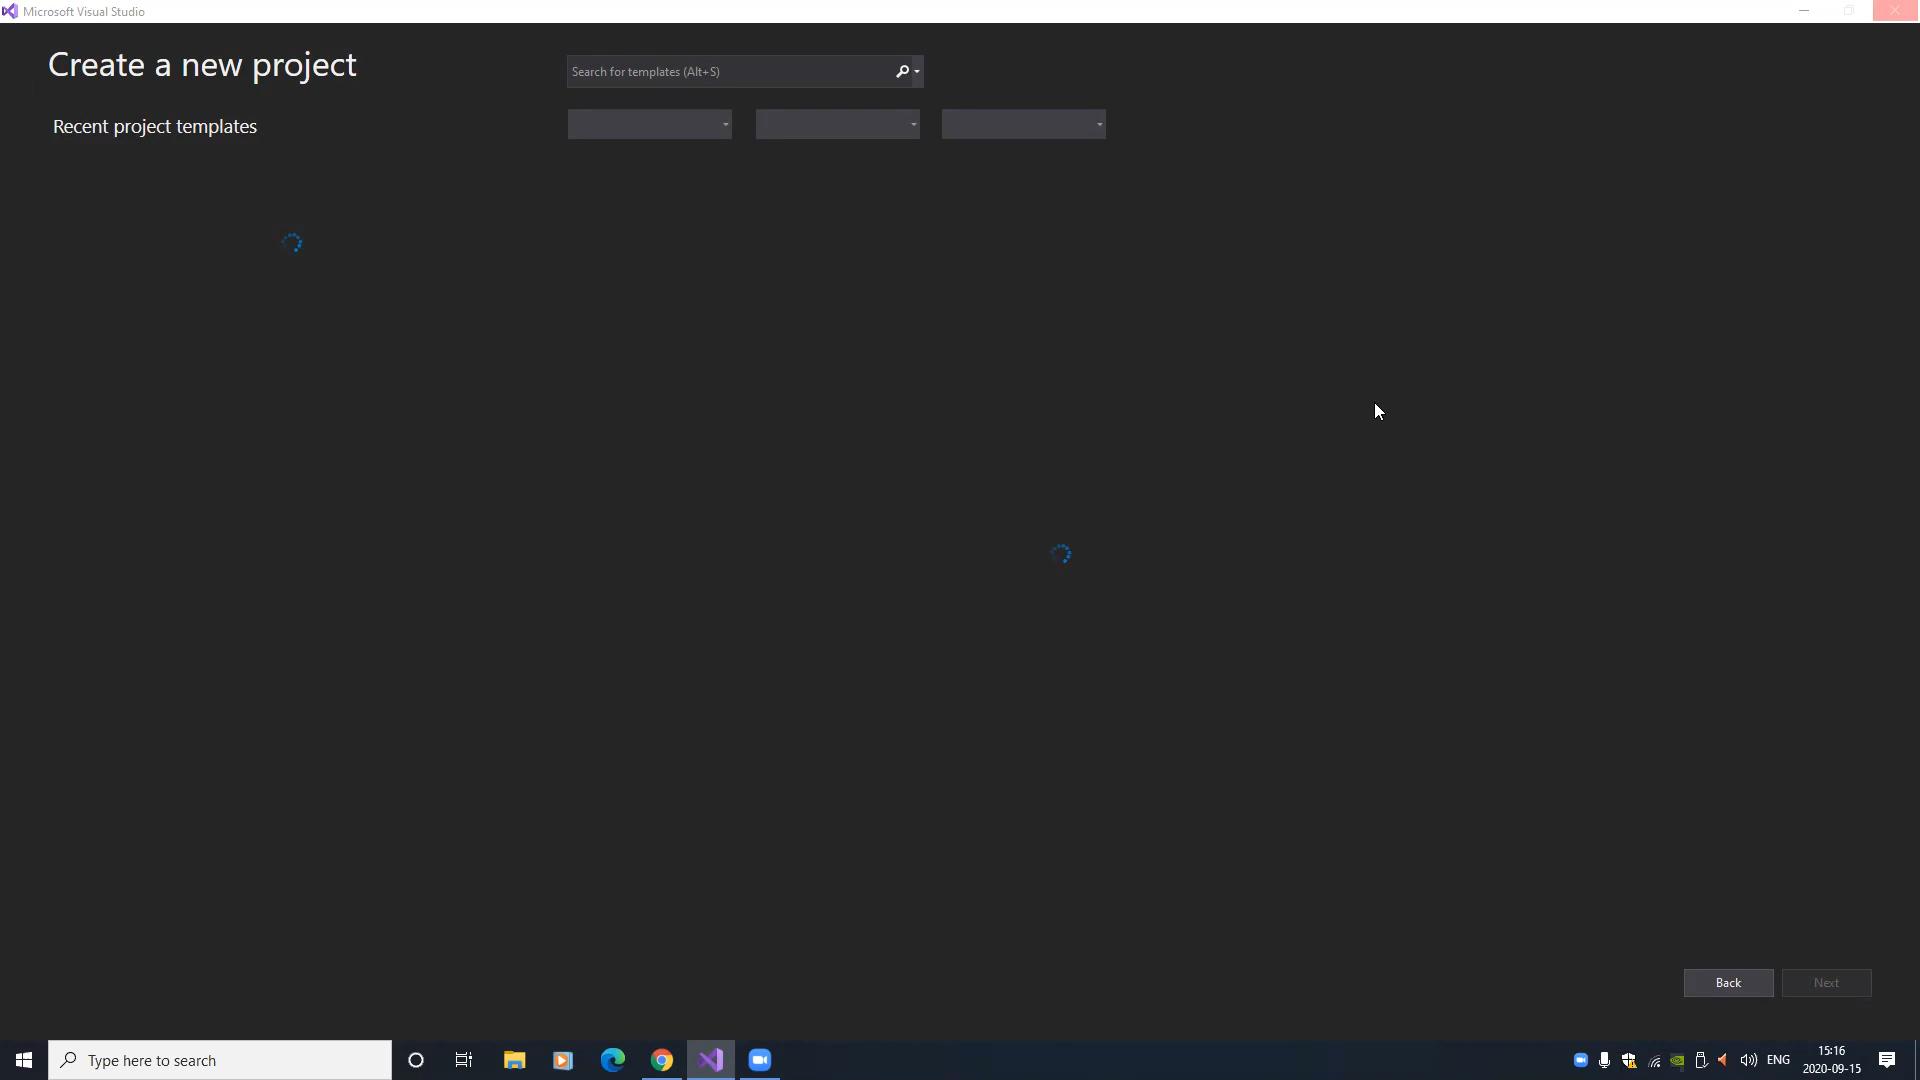 Microsoft Visual Studio
Create a new project
Search for templates (Alt+S)
Recent project templates
Back
Next
Type here to search
ENG
15:16
2020-09-15